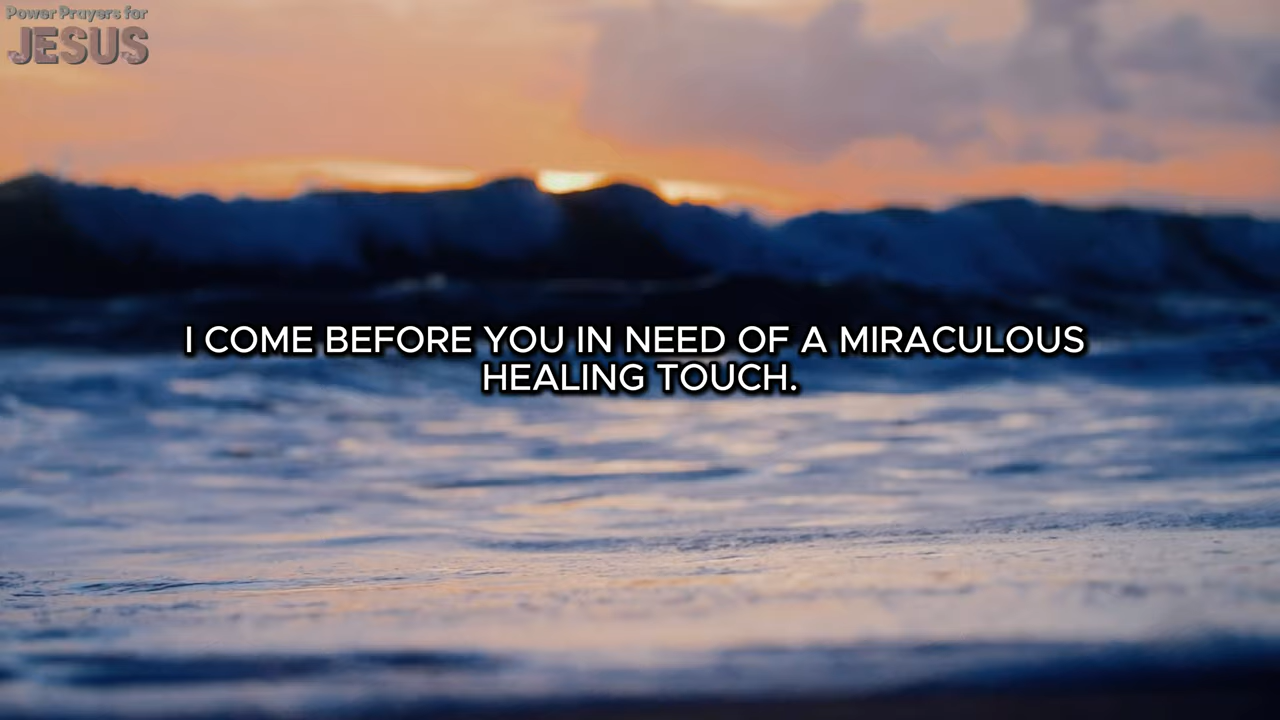 Power Prayers for
JESUS
I COME BEFORE YOU IN NEED OF A MIRACULOUS
HEALING TOUCH.